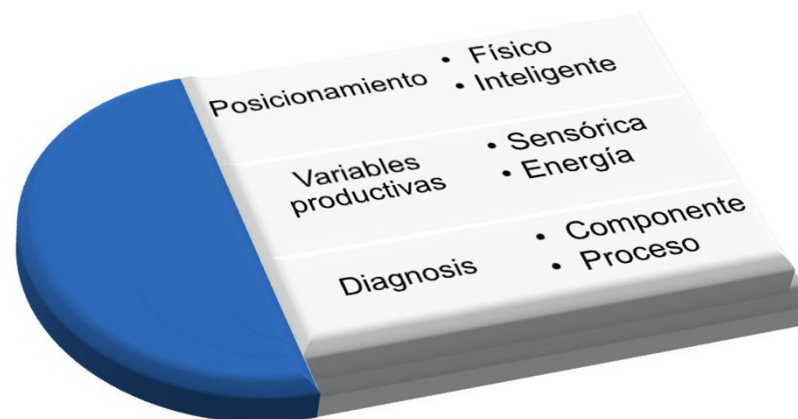 Posicionamiento
• Físico
• Inteligente
Variables
productivas
• Sensórica
• Energía
Diagnosis
• Componente
• Proceso